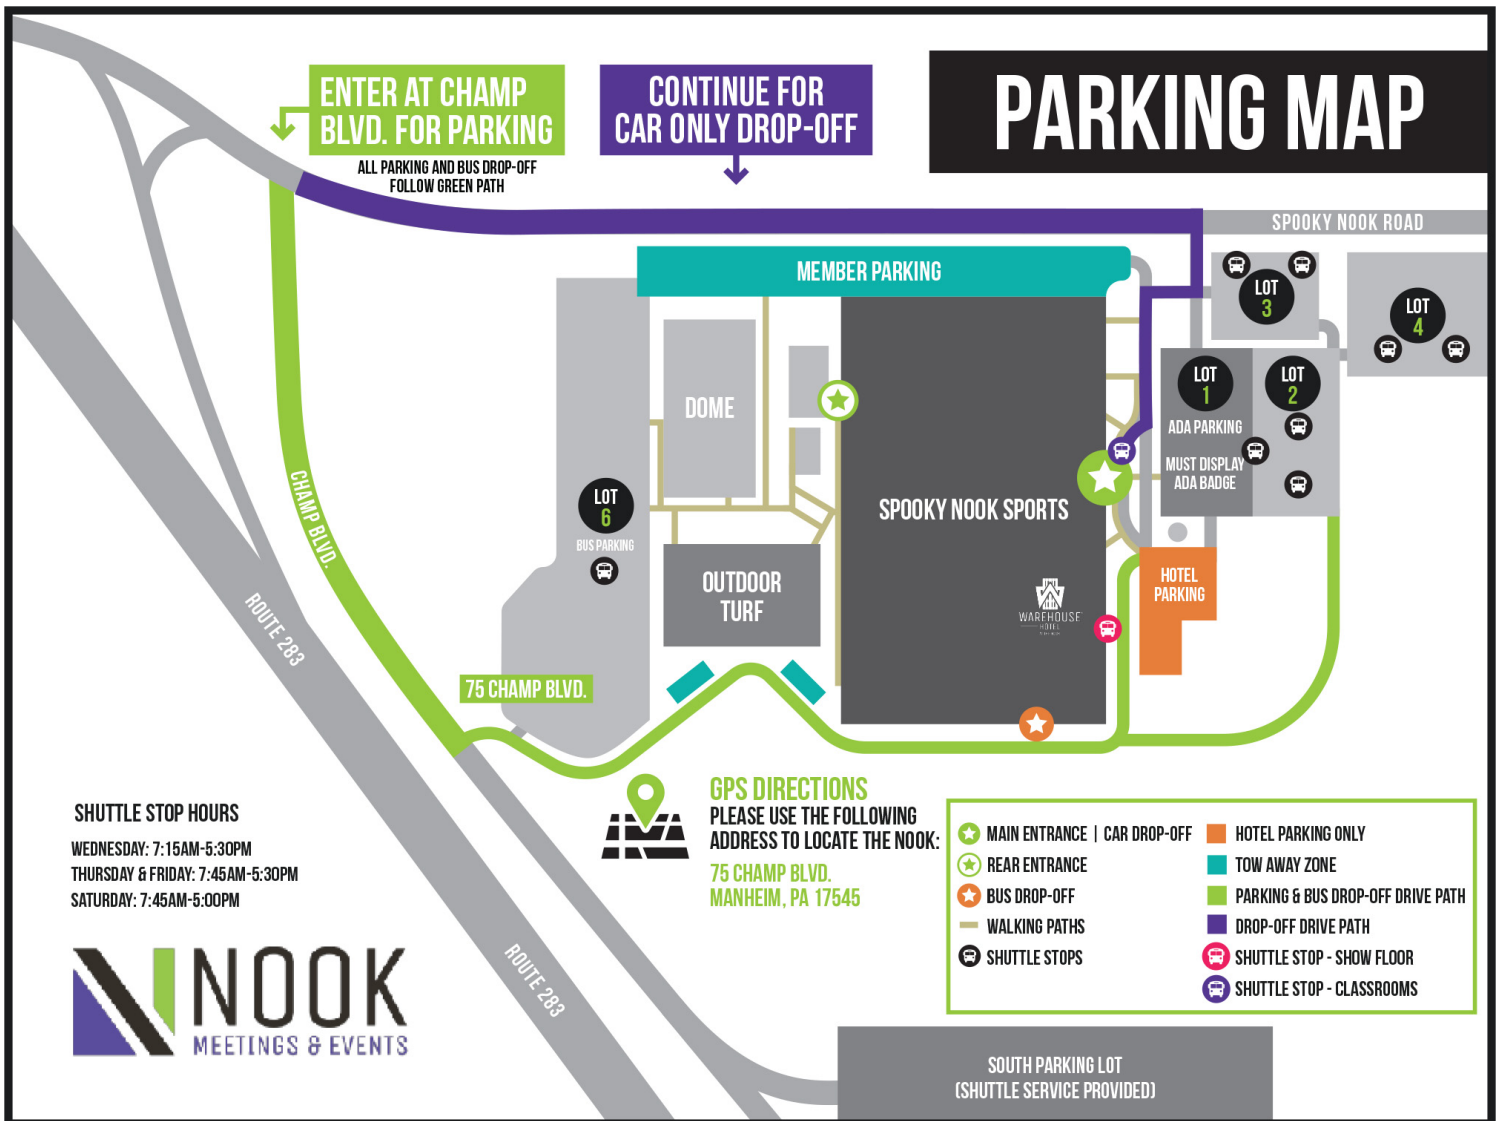 ENTER AT CHAMP
BLVD. FOR PARKING
ALL PARKING AND BUS DROP-OFF
FOLLOW GREEN PATH
CONTINUE FOR
CAR ONLY DROP-OFF
PARKING MAP
SPOOKY NOOK ROAD
MEMBER PARKING
LOT
3
LOT
4
LOT
1
ADA PARKING
MUST DISPLAY
ADA BADGE
LOT
2
DOME
LOT
6
BUS PARKING
SPOOKY NOOK SPORTS
OUTDOOR
TURF
WAREHOUSE
HOTEL
HOTEL
PARKING
CHAMP BLVD.
ROUTE 283
75 CHAMP BLVD.
SHUTTLE STOP HOURS
WEDNESDAY: 7:15AM-5:30PM
THURSDAY & FRIDAY: 7:45AM-5:30PM
SATURDAY: 7:45AM-5:00PM
GPS DIRECTIONS
PLEASE USE THE FOLLOWING
ADDRESS TO LOCATE THE NOOK:
75 CHAMP BLVD.
MANHEIM, PA 17545
MAIN ENTRANCE | CAR DROP-OFF
REAR ENTRANCE
BUS DROP-OFF
WALKING PATHS
SHUTTLE STOPS
HOTEL PARKING ONLY
TOW AWAY ZONE
PARKING & BUS DROP-OFF DRIVE PATH
DROP-OFF DRIVE PATH
SHUTTLE STOP - SHOW FLOOR
SHUTTLE STOP - CLASSROOMS
ROUTE 283
NOOK
MEETINGS & EVENTS
SOUTH PARKING LOT
(SHUTTLE SERVICE PROVIDED)